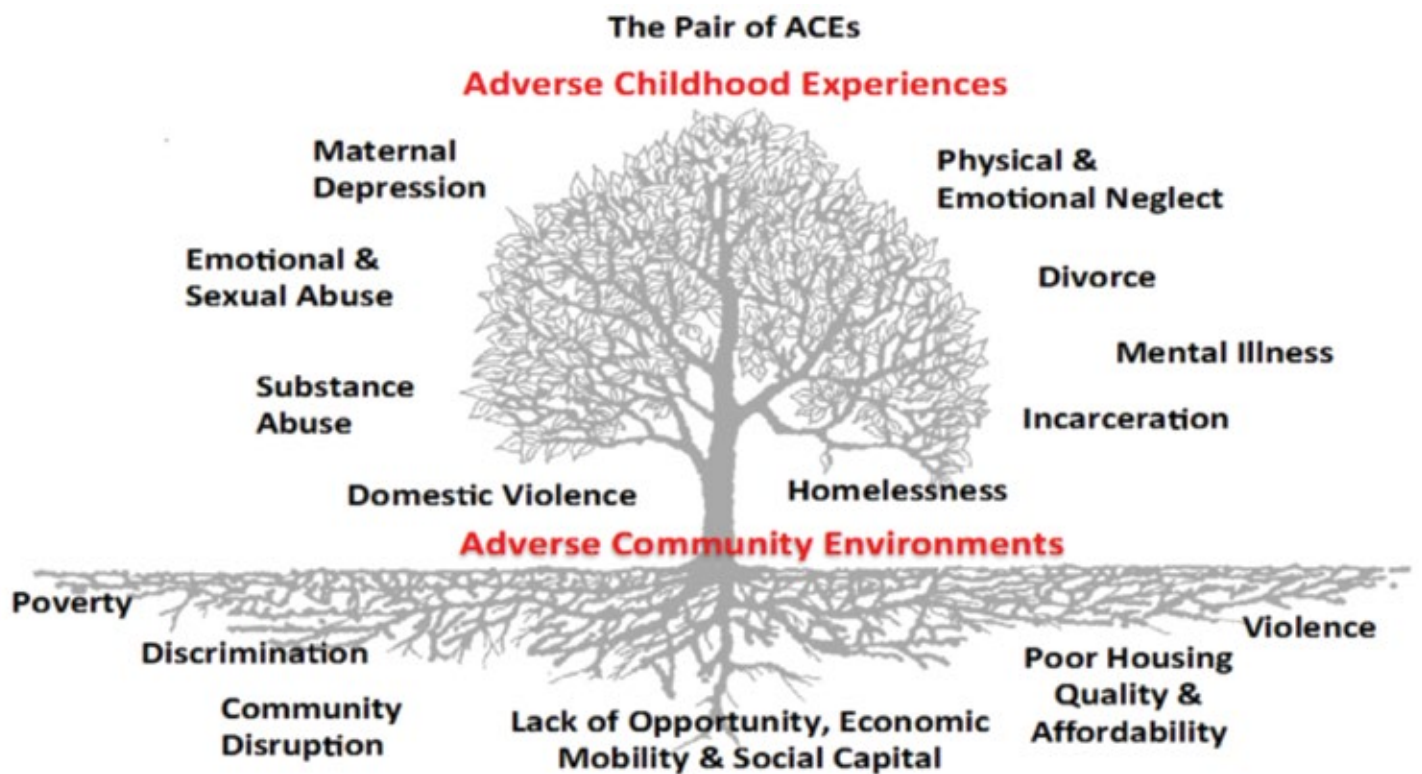 The Pair of ACEs
Adverse Childhood Experiences
Maternal
Depression
Physical &
Emotional Neglect
Emotional &
Sexual Abuse
Divorce
Mental Illness
Substance
Abuse
Incarceration
Domestic Violence
Homelessness
Adverse Community Environments
Poverty
Violence
Discrimination
Poor Housing
Quality &
Affordability
Community
Disruption
Lack of Opportunity, Economic
Mobility & Social Capital